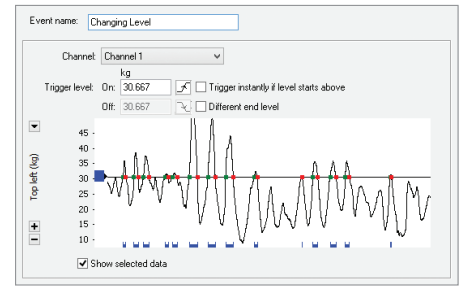 Event name: Changing Level
Channel: Channel 1
kg
Trigger level: On: 30.667 Trigger instantly if level starts above
Off: 30.667 Different end level
Top left (kg)
45
40
35
30
25
20
15
10
Show selected data